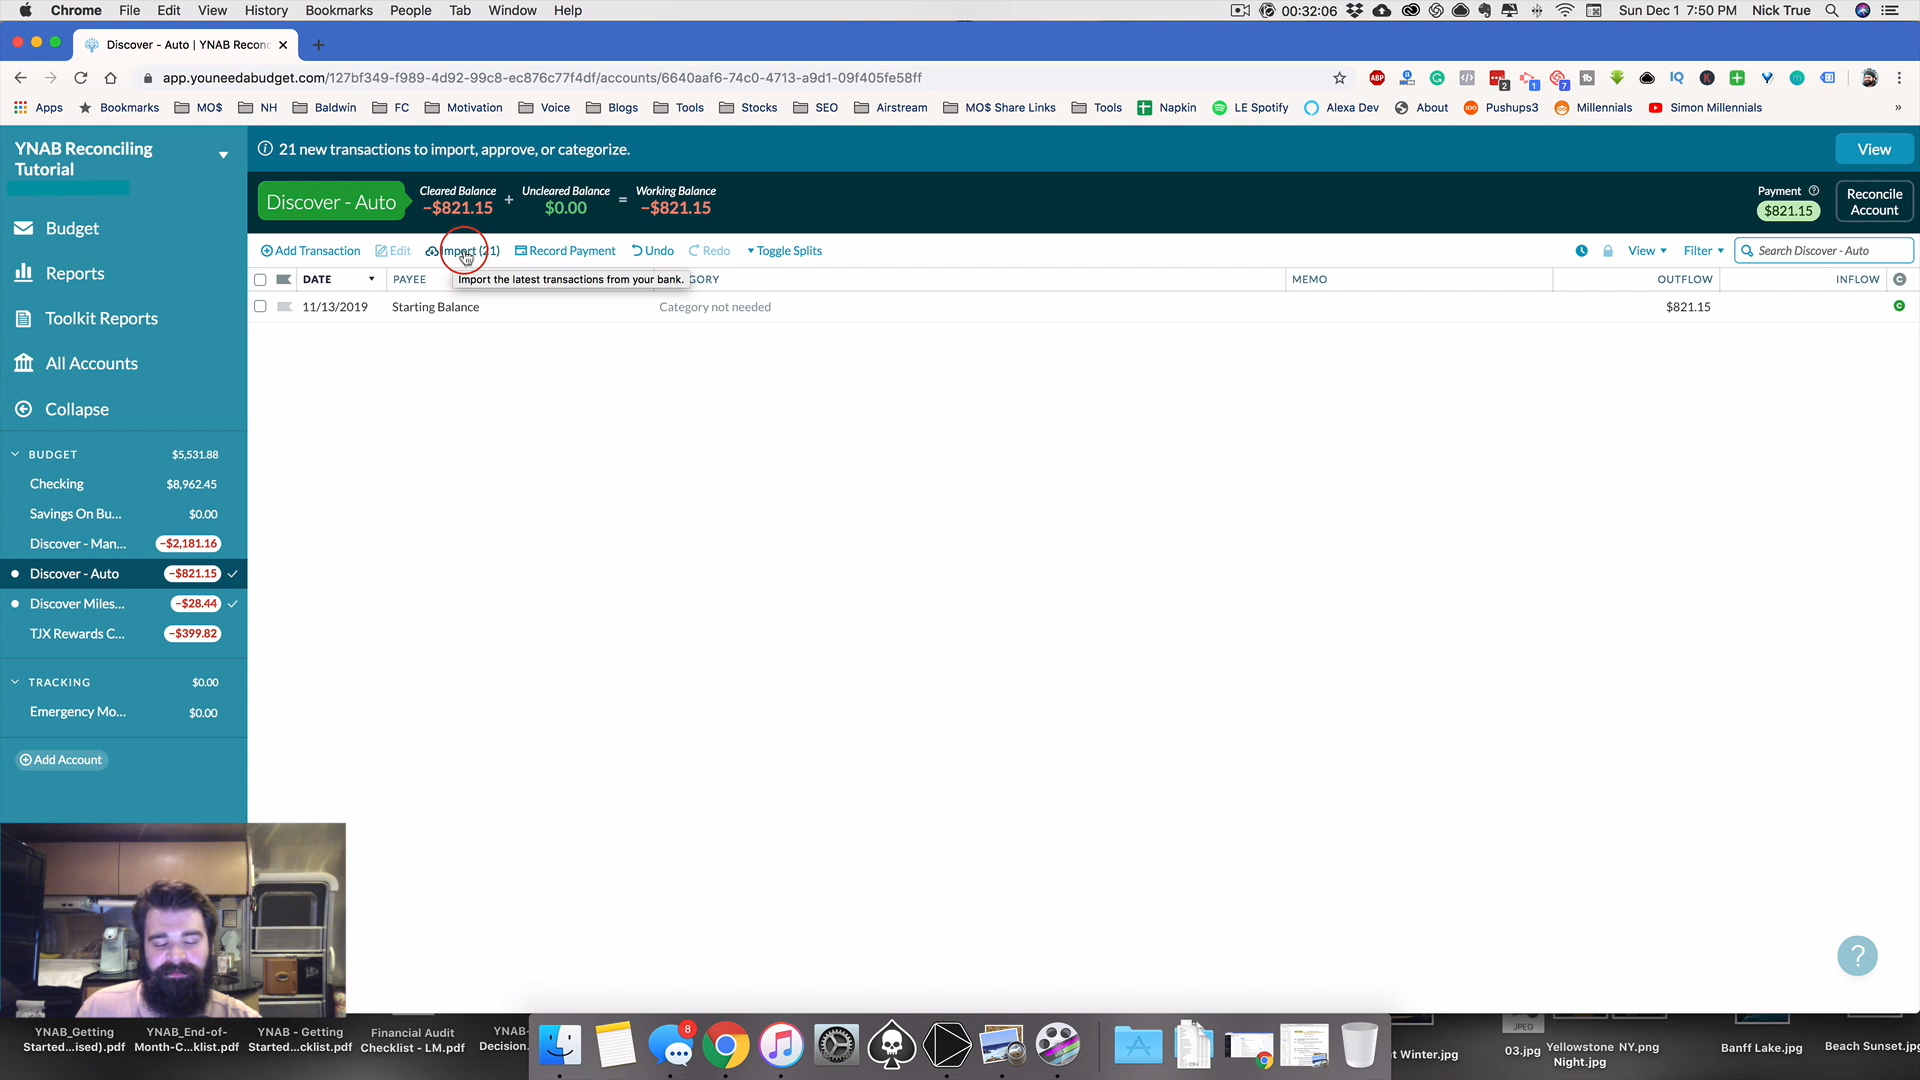 Chrome File Edit View History Bookmarks People Tab Window Help 00:32:06 Sun Dec 1 7:50 PM Nick True
Discover - Auto | YNAB Reconc
app.youneedabudget.com/127bf349-f989-4d92-99c8-ec876c77f4df/accounts/6640aaf6-74c0-4713-a9d1-09f405fe58ff
ABP 2 1 7 IQ
Apps Bookmarks MO$ NH Baldwin FC Motivation Voice Blogs Tools Stocks SEO Airstream MO$ Share Links Tools Napkin LE Spotify Alexa Dev About Pushups3 Millennials Simon Millennials »
YNAB Reconciling
Tutorial
21 new transactions to import, approve, or categorize.
View
Discover - Auto
Cleared Balance + Uncleared Balance = Working Balance
-$821.15 $0.00 -$821.15
Payment
$821.15
Reconcile
Account
Add Transaction Edit Import (21) Record Payment Undo Redo Toggle Splits View Filter Search Discover - Auto
DATE PAYEE GORY MEMO OUTFLOW INFLOW C
Import the latest transactions from your bank.
11/13/2019 Starting Balance Category not needed $821.15 C
Budget
Reports
Toolkit Reports
All Accounts
Collapse
BUDGET $5,531.88
Checking $8,962.45
Savings On Bu... $0.00
Discover - Man... -$2,181.16
Discover - Auto -$821.15
Discover Miles... -$28.44
TJX Rewards C... -$399.82
TRACKING $0.00
Emergency Mo... $0.00
Add Account
?
8
YNAB_Getting
Started...ised).pdf
YNAB_End-of-
Month-C...klist.pdf
YNAB - Getting
Started...cklist.pdf
Financial Audit
Checklist - LM.pdf
YNAB-
Decision.
CSV
t Winter.jpg
JPEG
03.jpg
Yellowstone NY.png
Night.jpg
Banff Lake.jpg
Beach Sunset.jp